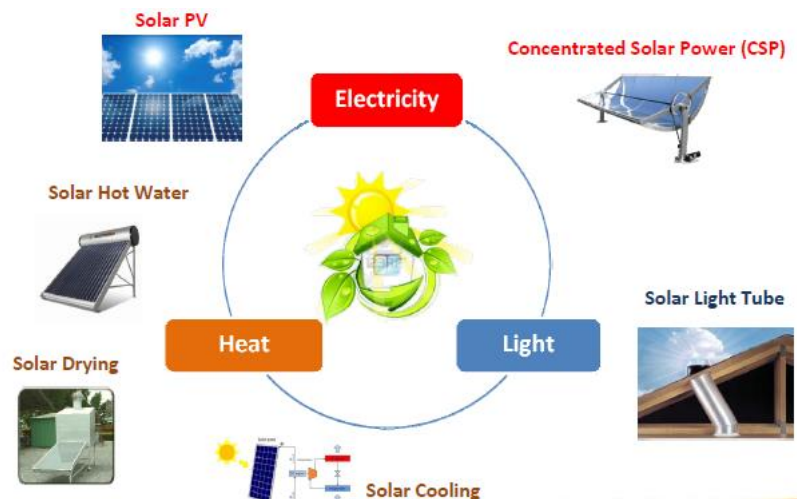 Solar PV
Concentrated Solar Power (CSP)
Electricity
Solar Hot Water
Solar Light Tube
Heat
Light
Solar Drying
Solar Cooling